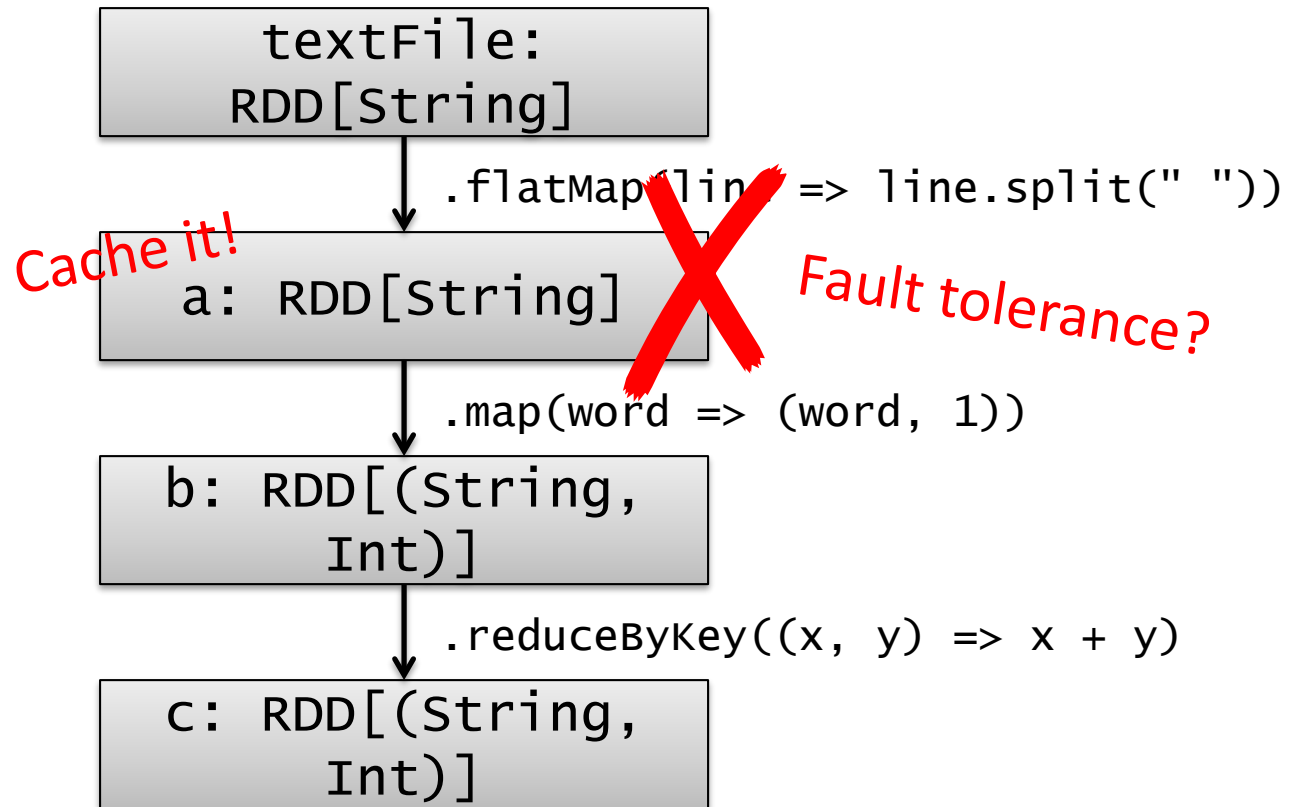 textFile:
RDD[String]
.flatMap(line => line.split(" "))
Cache it!
a: RDD[String]
Fault tolerance?
.map(word => (word, 1))
b: RDD[(String,
Int)]
.reduceByKey((x, y) => x + y)
c: RDD[(String,
Int)]